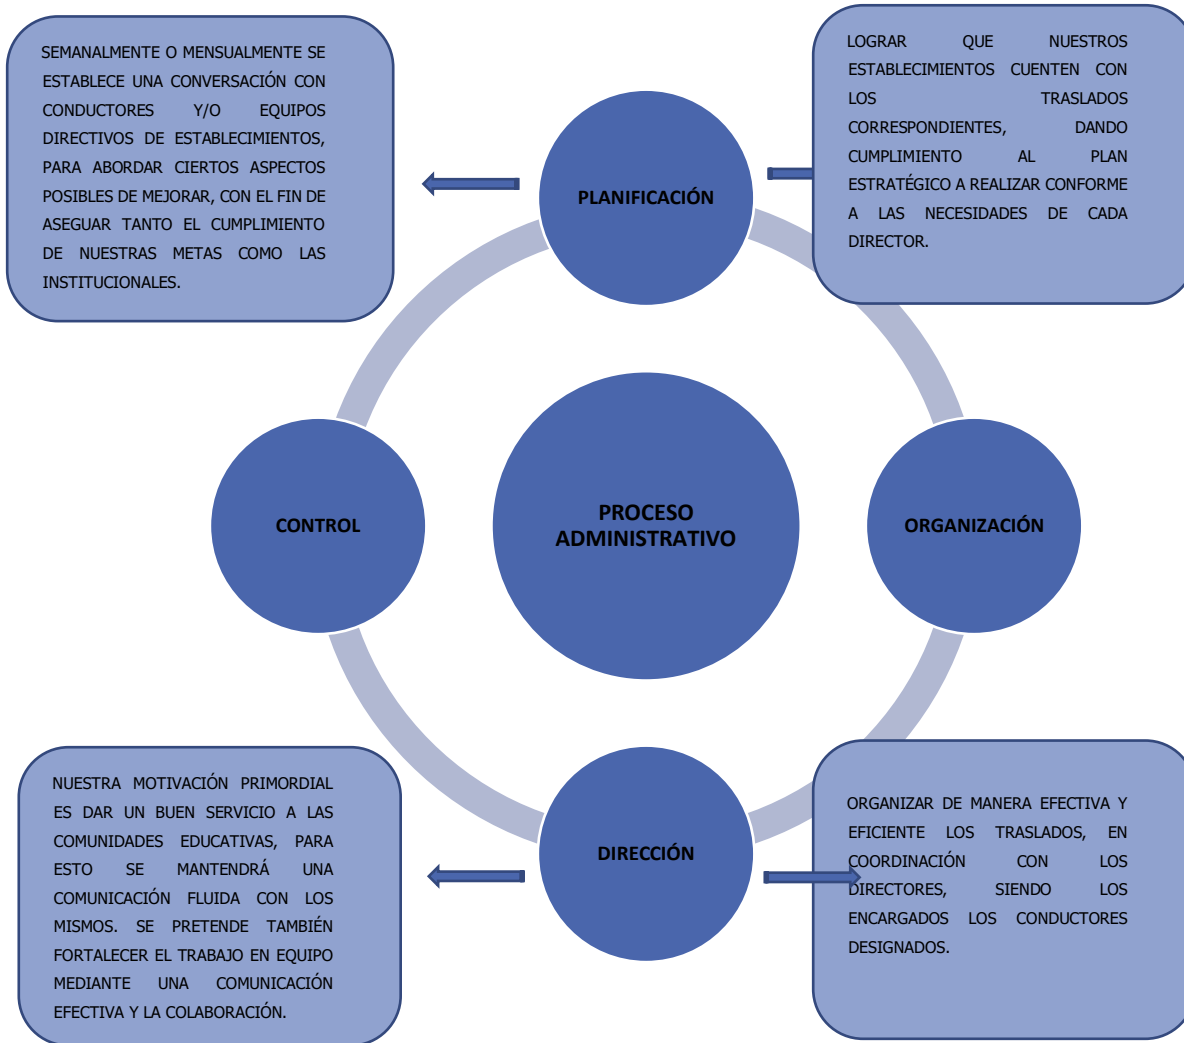 SEMANALMENTE O MENSUALMENTE SE
ESTABLECE UNA CONVERSACIÓN CON
CONDUCTORES Y/O EQUIPOS
DIRECTIVOS DE ESTABLECIMIENTOS,
PARA ABORDAR CIERTOS ASPECTOS
POSIBLES DE MEJORAR, CON EL FIN DE
ASEGUAR TANTO EL CUMPLIMIENTO
DE NUESTRAS METAS COMO LAS
INSTITUCIONALES.
PLANIFICACIÓN
LOGRAR QUE NUESTROS
ESTABLECIMIENTOS CUENTEN CON
LOS TRASLADOS
CORRESPONDIENTES, DANDO
CUMPLIMIENTO AL PLAN
ESTRATÉGICO A REALIZAR CONFORME
A LAS NECESIDADES DE CADA
DIRECTOR.
CONTROL
PROCESO
ADMINISTRATIVO
ORGANIZACIÓN
NUESTRA MOTIVACIÓN PRIMORDIAL
ES DAR UN BUEN SERVICIO A LAS
COMUNIDADES EDUCATIVAS, PARA
ESTO SE MANTENDRÁ UNA
COMUNICACIÓN FLUIDA CON LOS
MISMOS. SE PRETENDE TAMBIÉN
FORTALECER EL TRABAJO EN EQUIPO
MEDIANTE UNA COMUNICACIÓN
EFECTIVA Y LA COLABORACIÓN.
DIRECCIÓN
ORGANIZAR DE MANERA EFECTIVA Y
EFICIENTE LOS TRASLADOS, EN
COORDINACIÓN CON LOS
DIRECTORES, SIENDO LOS
ENCARGADOS LOS CONDUCTORES
DESIGNADOS.